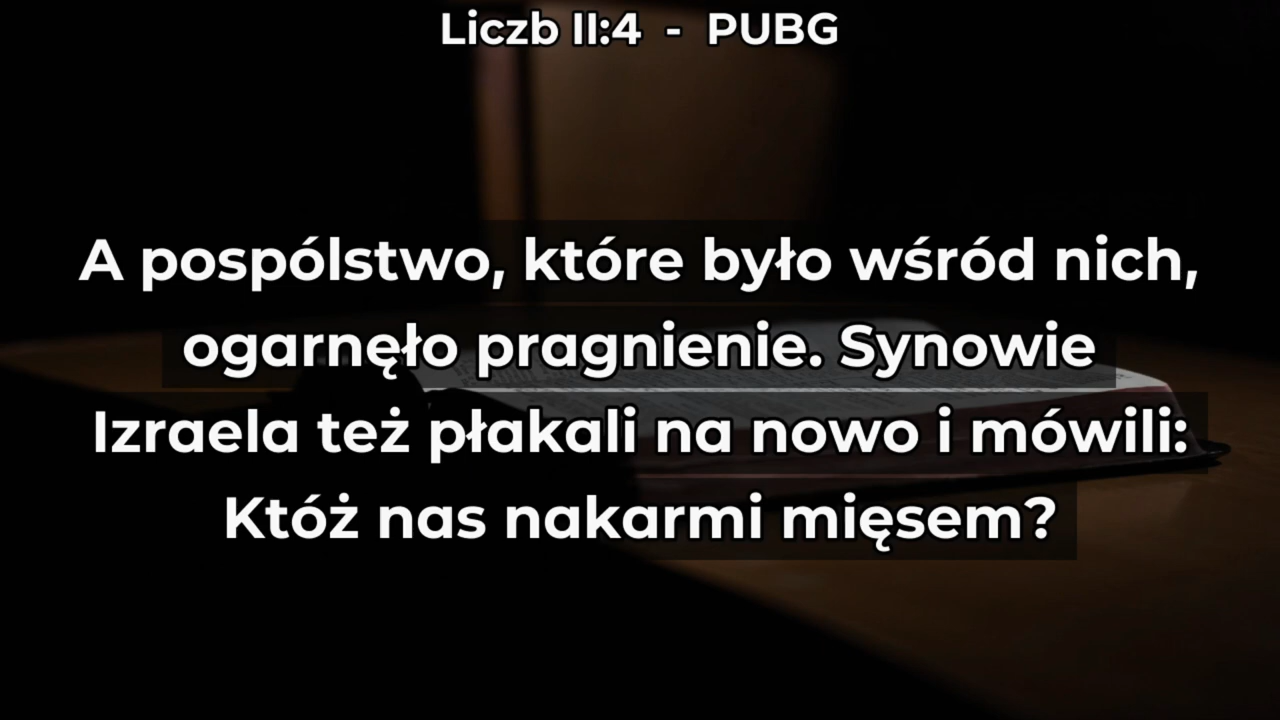 Liczb 11:4 - PUBG
A pospólstwo, które było wśród nich,
ogarnęło pragnienie. Synowie
Izraela też płakali na nowo i mówili:
Któż nas nakarmi mięsem?